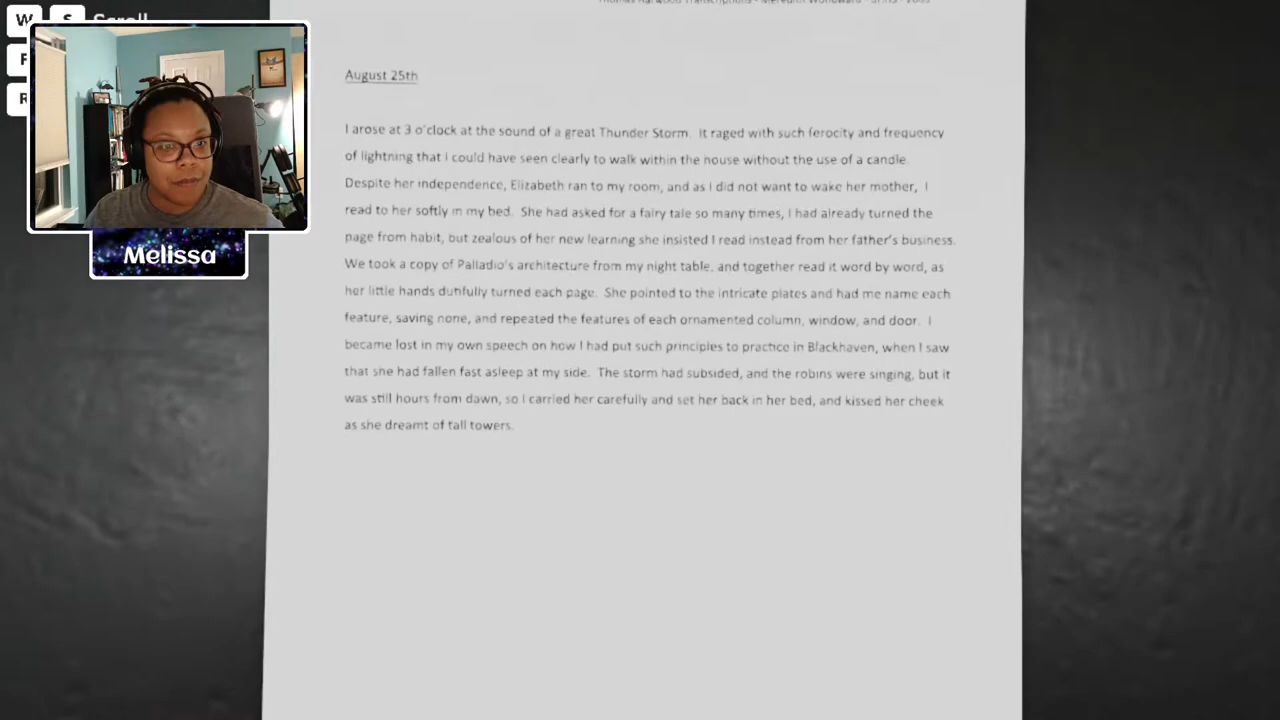 W S Scroll
F
R
Melissa
August 25th
I arose at 3 o'clock at the sound of a great Thunder Storm. It raged with such ferocity and frequency
of lightning that I could have seen clearly to walk within the house without the use of a candle.
Despite her independence, Elizabeth ran to my room, and as I did not want to wake her mother, I
read to her softly in my bed. She had asked for a fairy tale so many times, I had already turned the
page from habit, but zealous of her new learning she insisted I read instead from her father's business.
We took a copy of Palladio's architecture from my night table, and together read it word by word, as
her little hands dutifully turned each page. She pointed to the intricate plates and had me name each
feature, saving none, and repeated the features of each ornamented column, window, and door. I
became lost in my own speech on how I had put such principles to practice in Blackhaven, when I saw
that she had fallen fast asleep at my side. The storm had subsided, and the robins were singing, but it
was still hours from dawn, so I carried her carefully and set her back in her bed, and kissed her cheek
as she dreamt of tall towers.